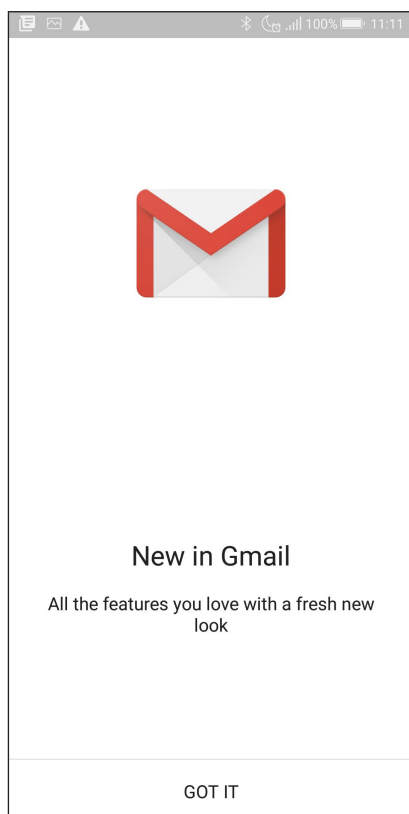 100% 11:11
New in Gmail
All the features you love with a fresh new
look
GOT IT